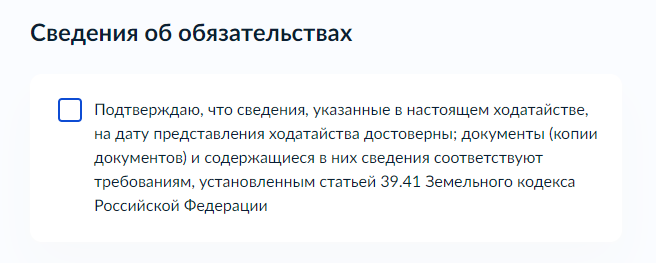 Сведения об обязательствах
Подтверждаю, что сведения, указанные в настоящем ходатайстве,
на дату представления ходатайства достоверны; документы (копии
документов) и содержащиеся в них сведения соответствуют
требованиям, установленным статьей 39.41 Земельного кодекса
Российской Федерации